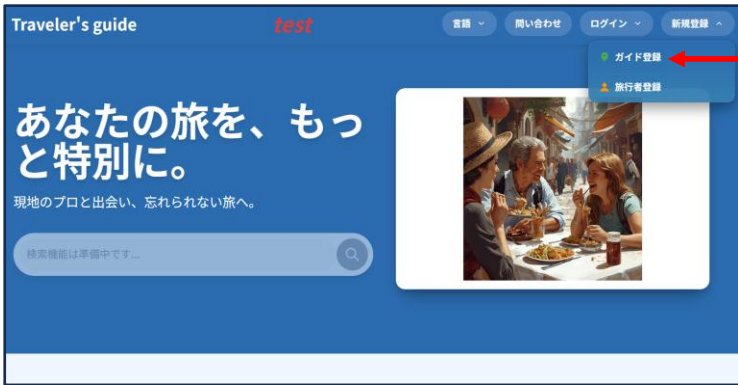 Traveler's guide
test
言語
問い合わせ
ログイン
新規登録
ガイド登録
旅行者登録
あなたの旅を、もっ
と特別に。
現地のプロと出会い、忘れられない旅へ。
検索機能は準備中です...